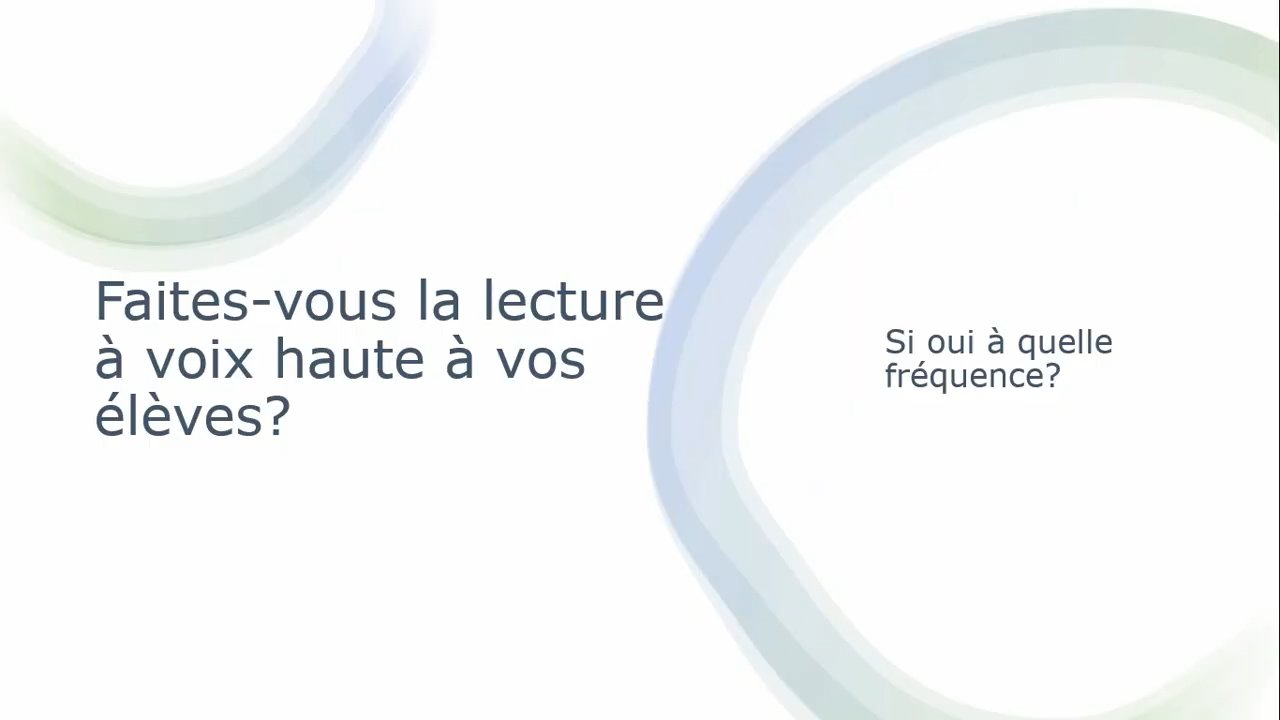 Faites-vous la lecture
à voix haute à vos
élèves?
Si oui à quelle
fréquence?